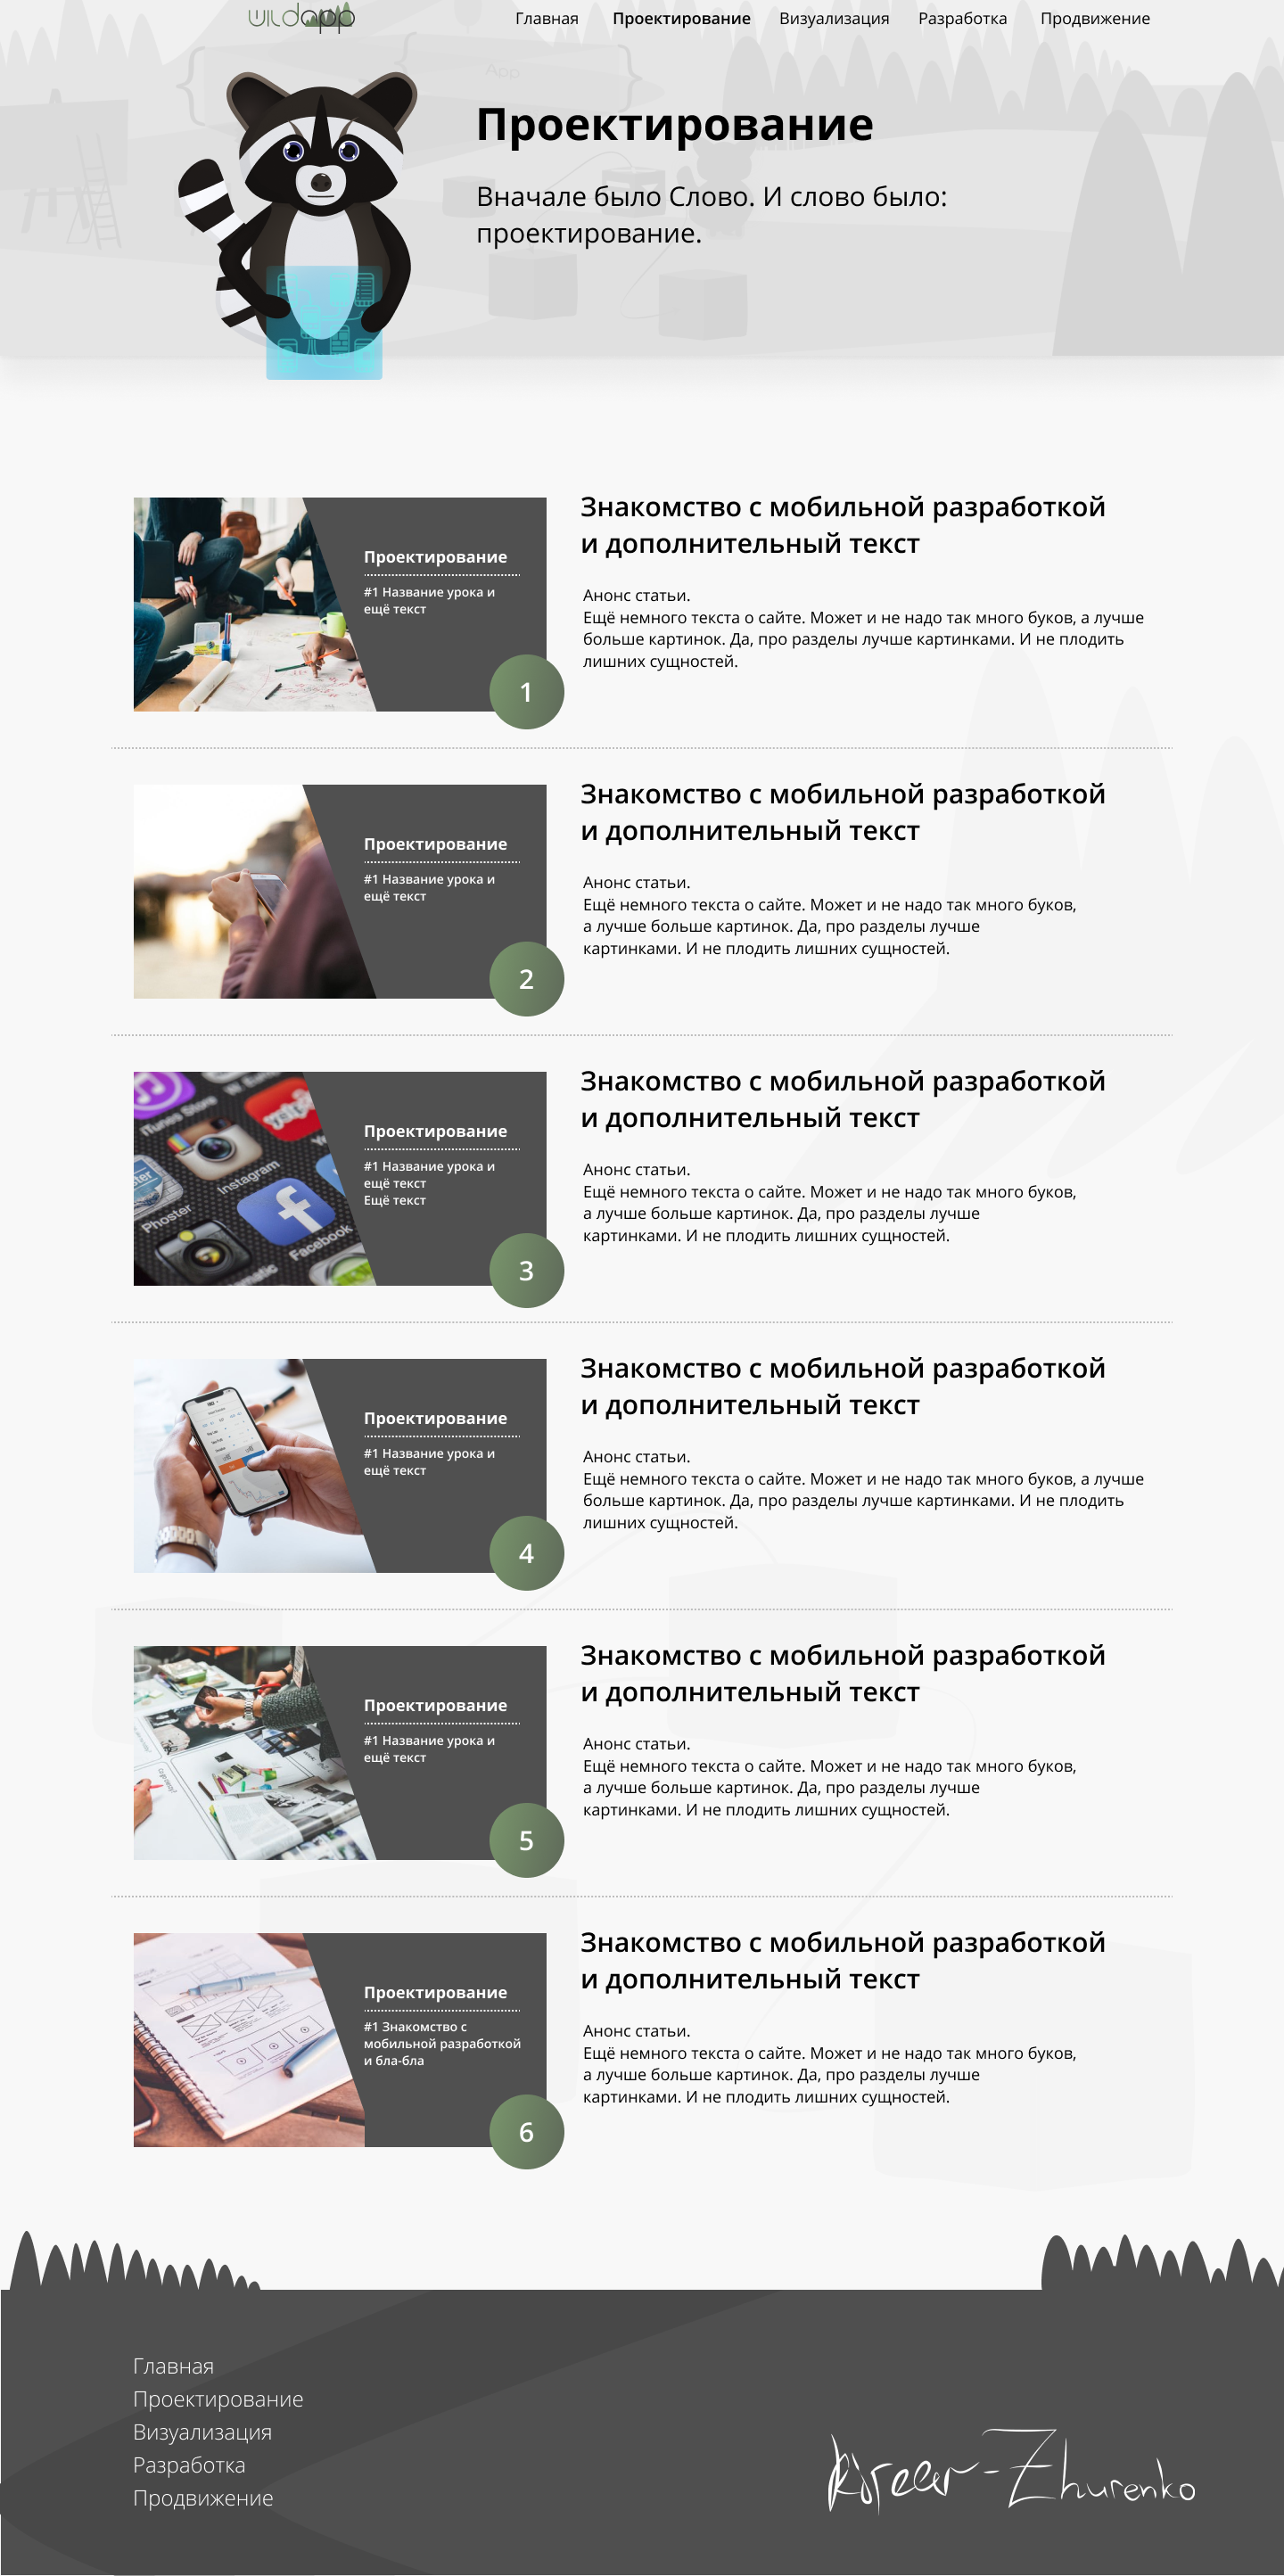 wildapp
Главная Проектирование Визуализация Разработка Продвижение
App
Проектирование
Вначале было Слово. И слово было:
проектирование.
Проектирование
#1 Название урока и
ещё текст
1
Знакомство с мобильной разработкой
и дополнительный текст
Анонс статьи.
Ещё немного текста о сайте. Может и не надо так много буков, а лучше
больше картинок. Да, про разделы лучше картинками. И не плодить
лишних сущностей.
Проектирование
#1 Название урока и
ещё текст
2
Знакомство с мобильной разработкой
и дополнительный текст
Анонс статьи.
Ещё немного текста о сайте. Может и не надо так много буков,
а лучше больше картинок. Да, про разделы лучше
картинками. И не плодить лишних сущностей.
iTunes Store
Instagram
Phoster
Facebook
Проектирование
#1 Название урока и
ещё текст
Ещё текст
3
Знакомство с мобильной разработкой
и дополнительный текст
Анонс статьи.
Ещё немного текста о сайте. Может и не надо так много буков,
а лучше больше картинок. Да, про разделы лучше
картинками. И не плодить лишних сущностей.
Проектирование
#1 Название урока и
ещё текст
4
Знакомство с мобильной разработкой
и дополнительный текст
Анонс статьи.
Ещё немного текста о сайте. Может и не надо так много буков, а лучше
больше картинок. Да, про разделы лучше картинками. И не плодить
лишних сущностей.
Проектирование
#1 Название урока и
ещё текст
5
Знакомство с мобильной разработкой
и дополнительный текст
Анонс статьи.
Ещё немного текста о сайте. Может и не надо так много буков,
а лучше больше картинок. Да, про разделы лучше
картинками. И не плодить лишних сущностей.
Проектирование
#1 Знакомство с
мобильной разработкой
и бла-бла
6
Знакомство с мобильной разработкой
и дополнительный текст
Анонс статьи.
Ещё немного текста о сайте. Может и не надо так много буков,
а лучше больше картинок. Да, про разделы лучше
картинками. И не плодить лишних сущностей.
Главная
Проектирование
Визуализация
Разработка
Продвижение
Zhurenko